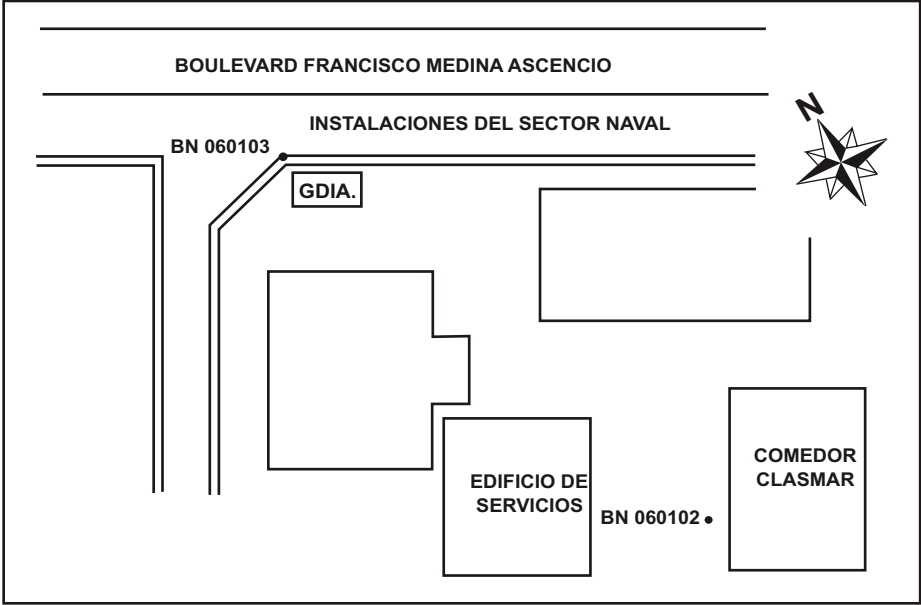 BOULEVARD FRANCISCO MEDINA ASCENCIO
N
INSTALACIONES DEL SECTOR NAVAL
BN 060103
GDIA.
COMEDOR
CLASMAR
EDIFICIO DE
SERVICIOS
BN 060102